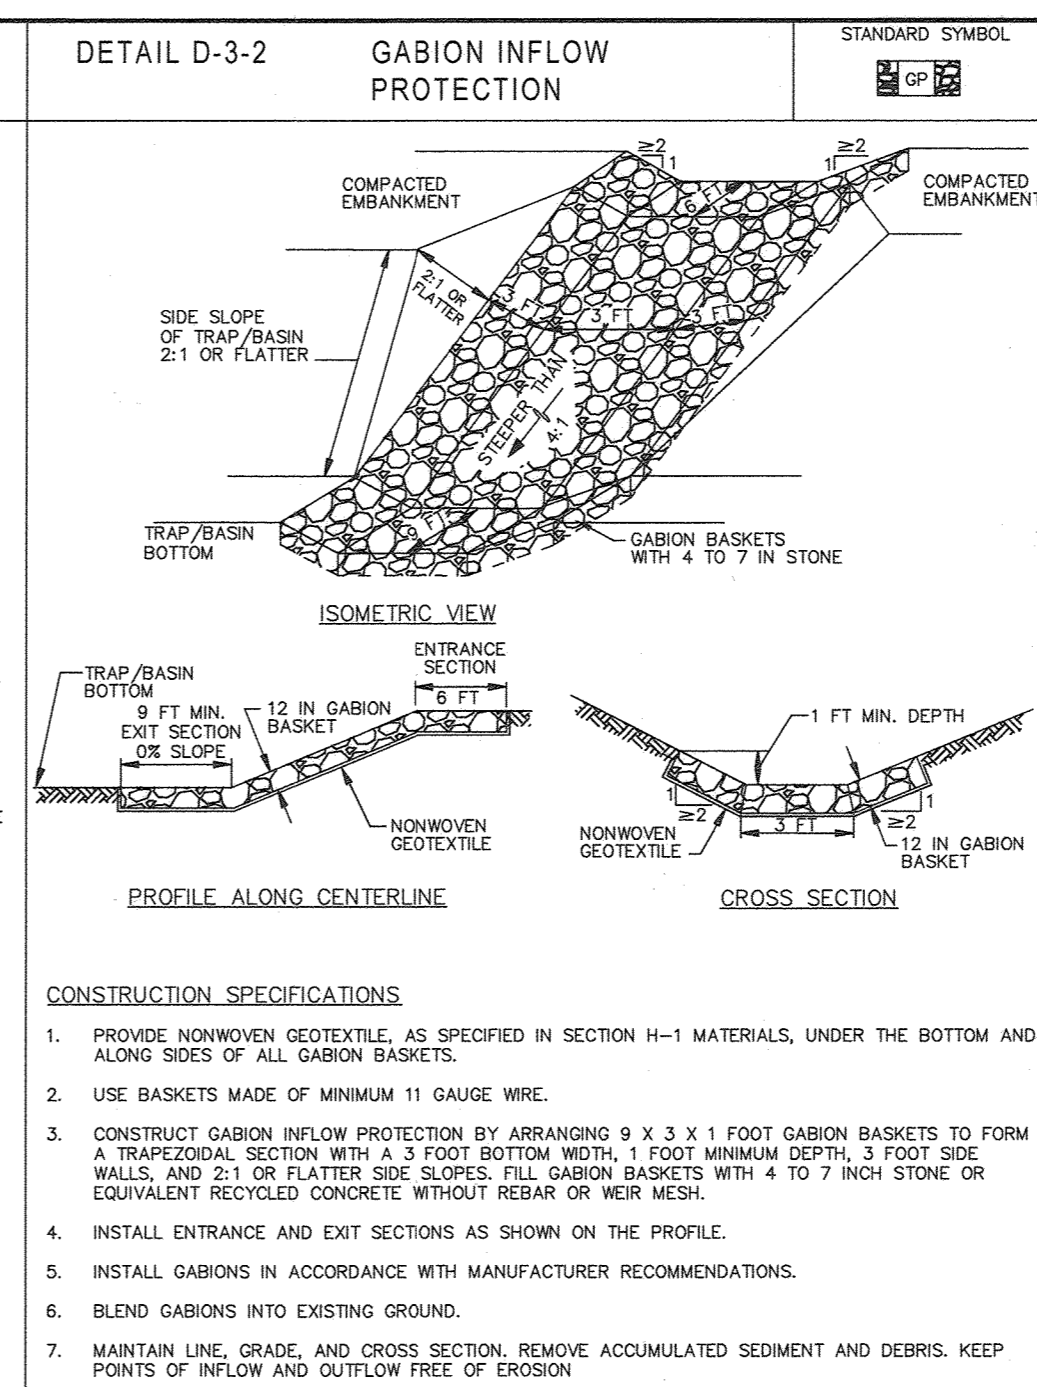 DETAIL D-3-2
GABION INFLOW
PROTECTION
STANDARD SYMBOL
GP
≥2
1
≥2
1
COMPACTED
EMBANKMENT
COMPACTED
EMBANKMENT
6 FT
2:1 OR
FLATTER
3 FT
3 FT
3 FT
SIDE SLOPE
OF TRAP/BASIN
2:1 OR FLATTER
STEEPER THAN
4:1
9 FT
TRAP/BASIN
BOTTOM
GABION BASKETS
WITH 4 TO 7 IN STONE
ISOMETRIC VIEW
ENTRANCE
SECTION
6 FT
TRAP/BASIN
BOTTOM
9 FT MIN.
EXIT SECTION
0% SLOPE
12 IN GABION
BASKET
NONWOVEN
GEOTEXTILE
PROFILE ALONG CENTERLINE
1 FT MIN. DEPTH
1
≥2
3 FT
≥2
1
NONWOVEN
GEOTEXTILE
12 IN GABION
BASKET
CROSS SECTION
CONSTRUCTION SPECIFICATIONS
1. PROVIDE NONWOVEN GEOTEXTILE, AS SPECIFIED IN SECTION H-1 MATERIALS, UNDER THE BOTTOM AND
ALONG SIDES OF ALL GABION BASKETS.
2. USE BASKETS MADE OF MINIMUM 11 GAUGE WIRE.
3. CONSTRUCT GABION INFLOW PROTECTION BY ARRANGING 9 X 3 X 1 FOOT GABION BASKETS TO FORM
A TRAPEZOIDAL SECTION WITH A 3 FOOT BOTTOM WIDTH, 1 FOOT MINIMUM DEPTH, 3 FOOT SIDE
WALLS, AND 2:1 OR FLATTER SIDE SLOPES. FILL GABION BASKETS WITH 4 TO 7 INCH STONE OR
EQUIVALENT RECYCLED CONCRETE WITHOUT REBAR OR WEIR MESH.
4. INSTALL ENTRANCE AND EXIT SECTIONS AS SHOWN ON THE PROFILE.
5. INSTALL GABIONS IN ACCORDANCE WITH MANUFACTURER RECOMMENDATIONS.
6. BLEND GABIONS INTO EXISTING GROUND.
7. MAINTAIN LINE, GRADE, AND CROSS SECTION. REMOVE ACCUMULATED SEDIMENT AND DEBRIS. KEEP
POINTS OF INFLOW AND OUTFLOW FREE OF EROSION